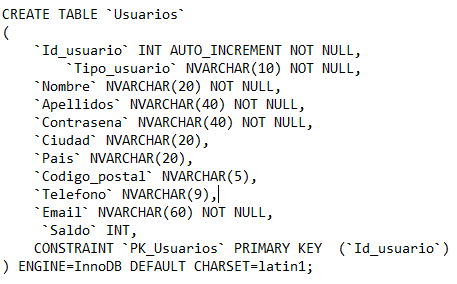 CREATE TABLE `Usuarios`
(
    `Id_usuario` INT AUTO_INCREMENT NOT NULL,
        `Tipo_usuario` NVARCHAR(10) NOT NULL,
    `Nombre` NVARCHAR(20) NOT NULL,
    `Apellidos` NVARCHAR(40) NOT NULL,
    `Contrasena` NVARCHAR(40) NOT NULL,
    `Ciudad` NVARCHAR(20),
    `Pais` NVARCHAR(20),
    `Codigo_postal` NVARCHAR(5),
    `Telefono` NVARCHAR(9),
    `Email` NVARCHAR(60) NOT NULL,
     `Saldo` INT,
    CONSTRAINT `PK_Usuarios` PRIMARY KEY  (`Id_usuario`)
) ENGINE=InnoDB DEFAULT CHARSET=latin1;